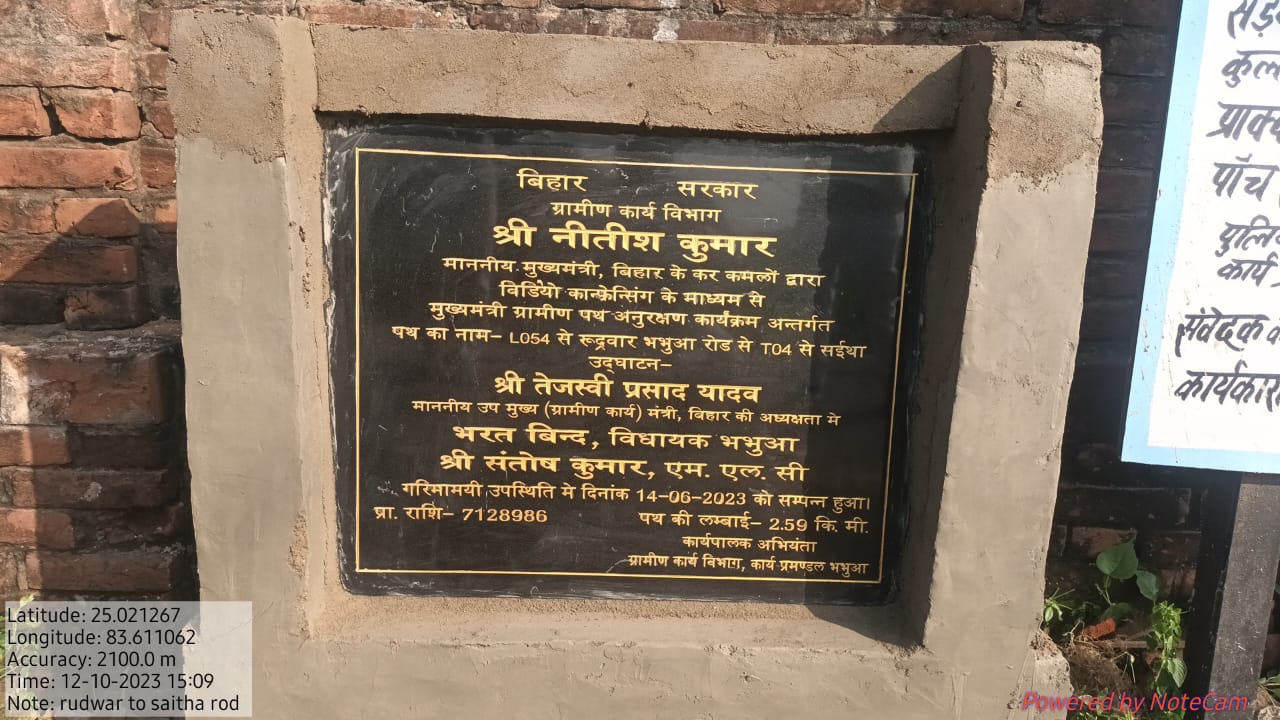 बिहार सरकार
ग्रामीण कार्य विभाग
श्री नीतीश कुमार
माननीय मुख्यमंत्री, बिहार के कर कमलों द्वारा
विडियो कान्फ्रेन्सिंग के माध्यम से
मुख्यमंत्री ग्रामीण पथ अनुरक्षण कार्यक्रम अन्तर्गत
पथ का नाम- L054 से रूद्रवार भभुआ रोड से T04 से सईथा
उद्घाटन-
श्री तेजस्वी प्रसाद यादव
माननीय उप मुख्य (ग्रामीण कार्य) मंत्री, बिहार की अध्यक्षता मे
भरत बिन्द, विधायक भभुआ
श्री संतोष कुमार, एम. एल. सी
गरिमामयी उपस्थिति मे दिनांक 14-06-2023 को सम्पन्न हुआ।
प्रा. राशि- 7128986 पथ की लम्बाई- 2.59 कि. मी.
कार्यपालक अभियंता
ग्रामीण कार्य विभाग, कार्य प्रमण्डल भभुआ
कुल
पाँच
कार्य
संवेदक
Latitude: 25.021267
Longitude: 83.611062
Accuracy: 2100.0 m
Time: 12-10-2023 15:09
Note: rudwar to saitha rod
Powered by NoteCam